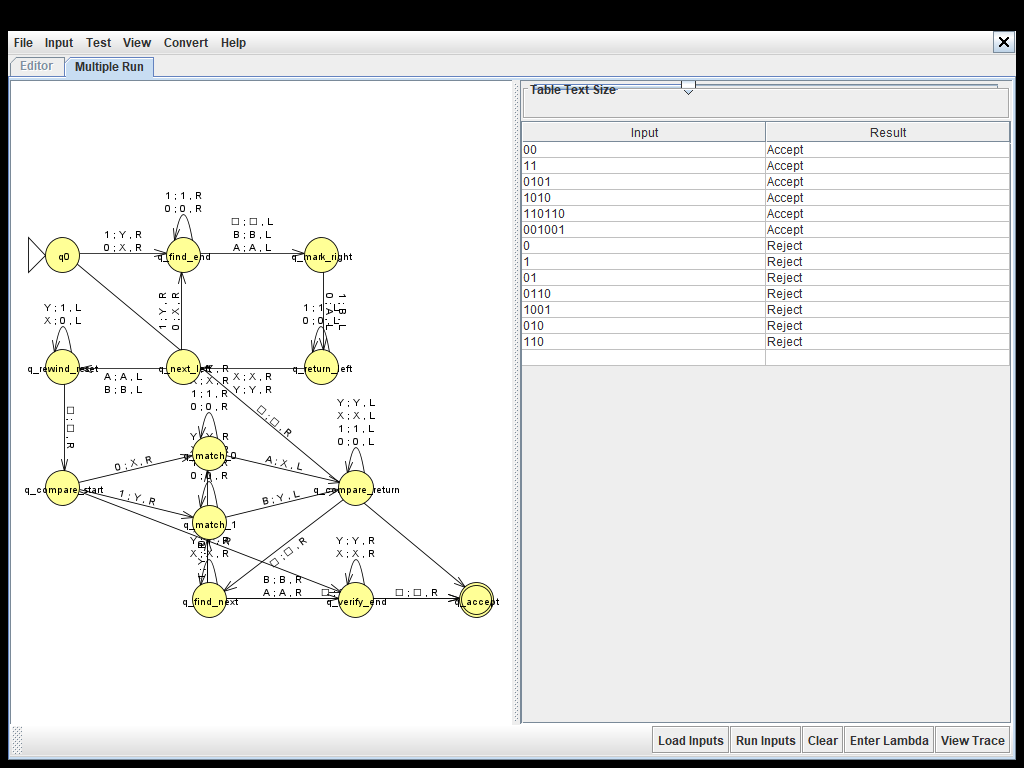 File Input Test View Convert Help
Editor Multiple Run
Table Text Size
Input Result
00 Accept
11 Accept
0101 Accept
1010 Accept
110110 Accept
001001 Accept
0 Reject
1 Reject
01 Reject
0110 Reject
1001 Reject
010 Reject
110 Reject
1 ; 1 , R
0 ; 0 , R
1 ; Y , R
0 ; X , R
□ ; □ , L
B ; B , L
A ; A , L
q0
q_find_end
q_mark_right
1 ; Y , R
0 ; X , R
Y ; 1 , L
X ; 0 , L
q_rewind_reset
q_next_left
q_return_left
A ; A , L
B ; B , L
X ; X , R
Y ; Y , R
1 ; 1 , R
0 ; 0 , R
□ ; □ , R
□ ; □ , R
Y ; Y , L
X ; X , L
1 ; 1 , L
0 ; 0 , L
0 ; X , R
q_match_0
A ; X , L
q_compare_start
q_compare_return
1 ; Y , R
B ; Y , L
q_match_1
□ ; □ , R
Y ; Y , R
X ; X , R
B ; B , R
A ; A , R
□ ; □ , R
q_find_next
q_verify_end
q_accept
Load Inputs Run Inputs Clear Enter Lambda View Trace